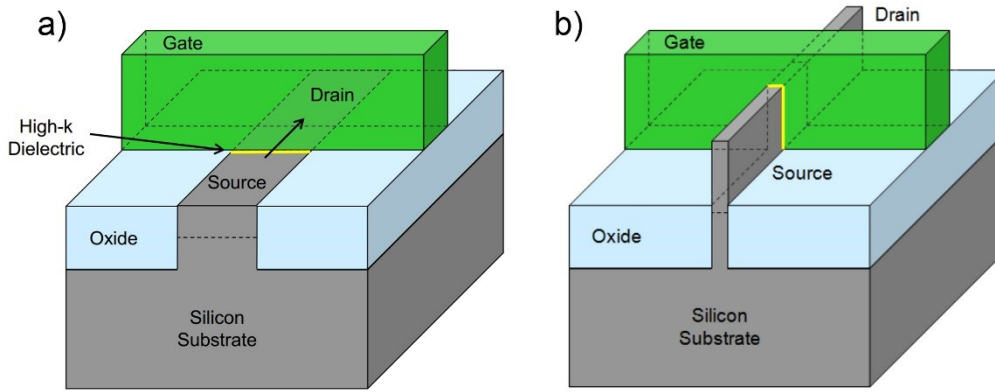 a)
Gate
Drain
High-k
Dielectric
Source
Oxide
Silicon
Substrate
b)
Drain
Gate
Source
Oxide
Silicon
Substrate